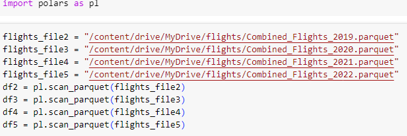 import polars as pl
flights_file2 = "/content/drive/MyDrive/flights/Combined_Flights_2019.parquet"
flights_file3 = "/content/drive/MyDrive/flights/Combined_Flights_2020.parquet"
flights_file4 = "/content/drive/MyDrive/flights/Combined_Flights_2021.parquet"
flights_file5 = "/content/drive/MyDrive/flights/Combined_Flights_2022.parquet"
df2 = pl.scan_parquet(flights_file2)
df3 = pl.scan_parquet(flights_file3)
df4 = pl.scan_parquet(flights_file4)
df5 = pl.scan_parquet(flights_file5)